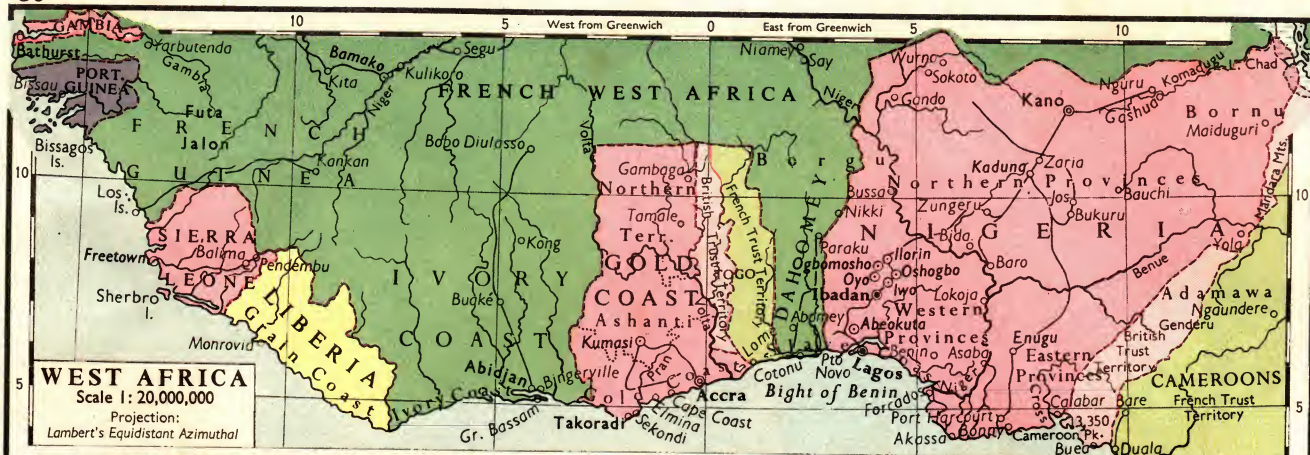 10
5
West from Greenwich
0
East from Greenwich
5
10
GAMBIA
Bathurst
Yarbutenda
Gambra
PORT. GUINEA
Bissau
Bissagos Is.
Futa Jalon
FRENCH GUINEA
Los Is.
Bamako
Kita
Kulikoro
Segu
Niger
FRENCH WEST AFRICA
Kankan
Bobo Diulasso
Volta
Niamey
Say
Niger
10
10
5
5
SIERRA LEONE
Balima
Pendembu
Freetown
Sherbro I.
LIBERIA
Grain Coast
Monrovia
IVORY COAST
Kong
Buaké
Abidjan
Bingerville
Gr. Bassam
Ivory Coast
Northern Terr.
Gambaga
Tamale
GOLD COAST
Ashanti
Kumasi
Pran
Gold Coast
Takoradi
Sekondi
Elmina
Cape Coast
Accra
British Trust Territory
Volta
French Trust Territory
TOGO
Lome
DAHOMEY
Borgu
Nikki
Paraku
Abomey
Cotonu
Pto Novo
Bight of Benin
Wurno
Sokoto
Gando
Kano
Nguru
Gashua
Komadugu
L. Chad
Bornu
Maiduguri
Mandara Mts.
Kaduna
Zaria
Northern Provinces
Bussa
Zungeru
Jos
Bukuru
Bauchi
NIGERIA
Bida
Baro
Benue
Yola
Ilorin
Ogbomosho
Oshogbo
Oyo
Iwo
Ibadan
Lokoja
Abeokuta
Western Provinces
Lagos
Benin
Asaba
Enugu
Eastern Provinces
Niger
Forcados
Port Harcourt
Akassa
Bonny
Cross
Calabar
Cameroon Pk.
13,350
Buea
Duala
Bare
Adamawa
Ngaundere
Genderu
British Trust Territory
CAMEROONS
French Trust Territory
WEST AFRICA
Scale 1: 20,000,000
Projection:
Lambert's Equidistant Azimuthal